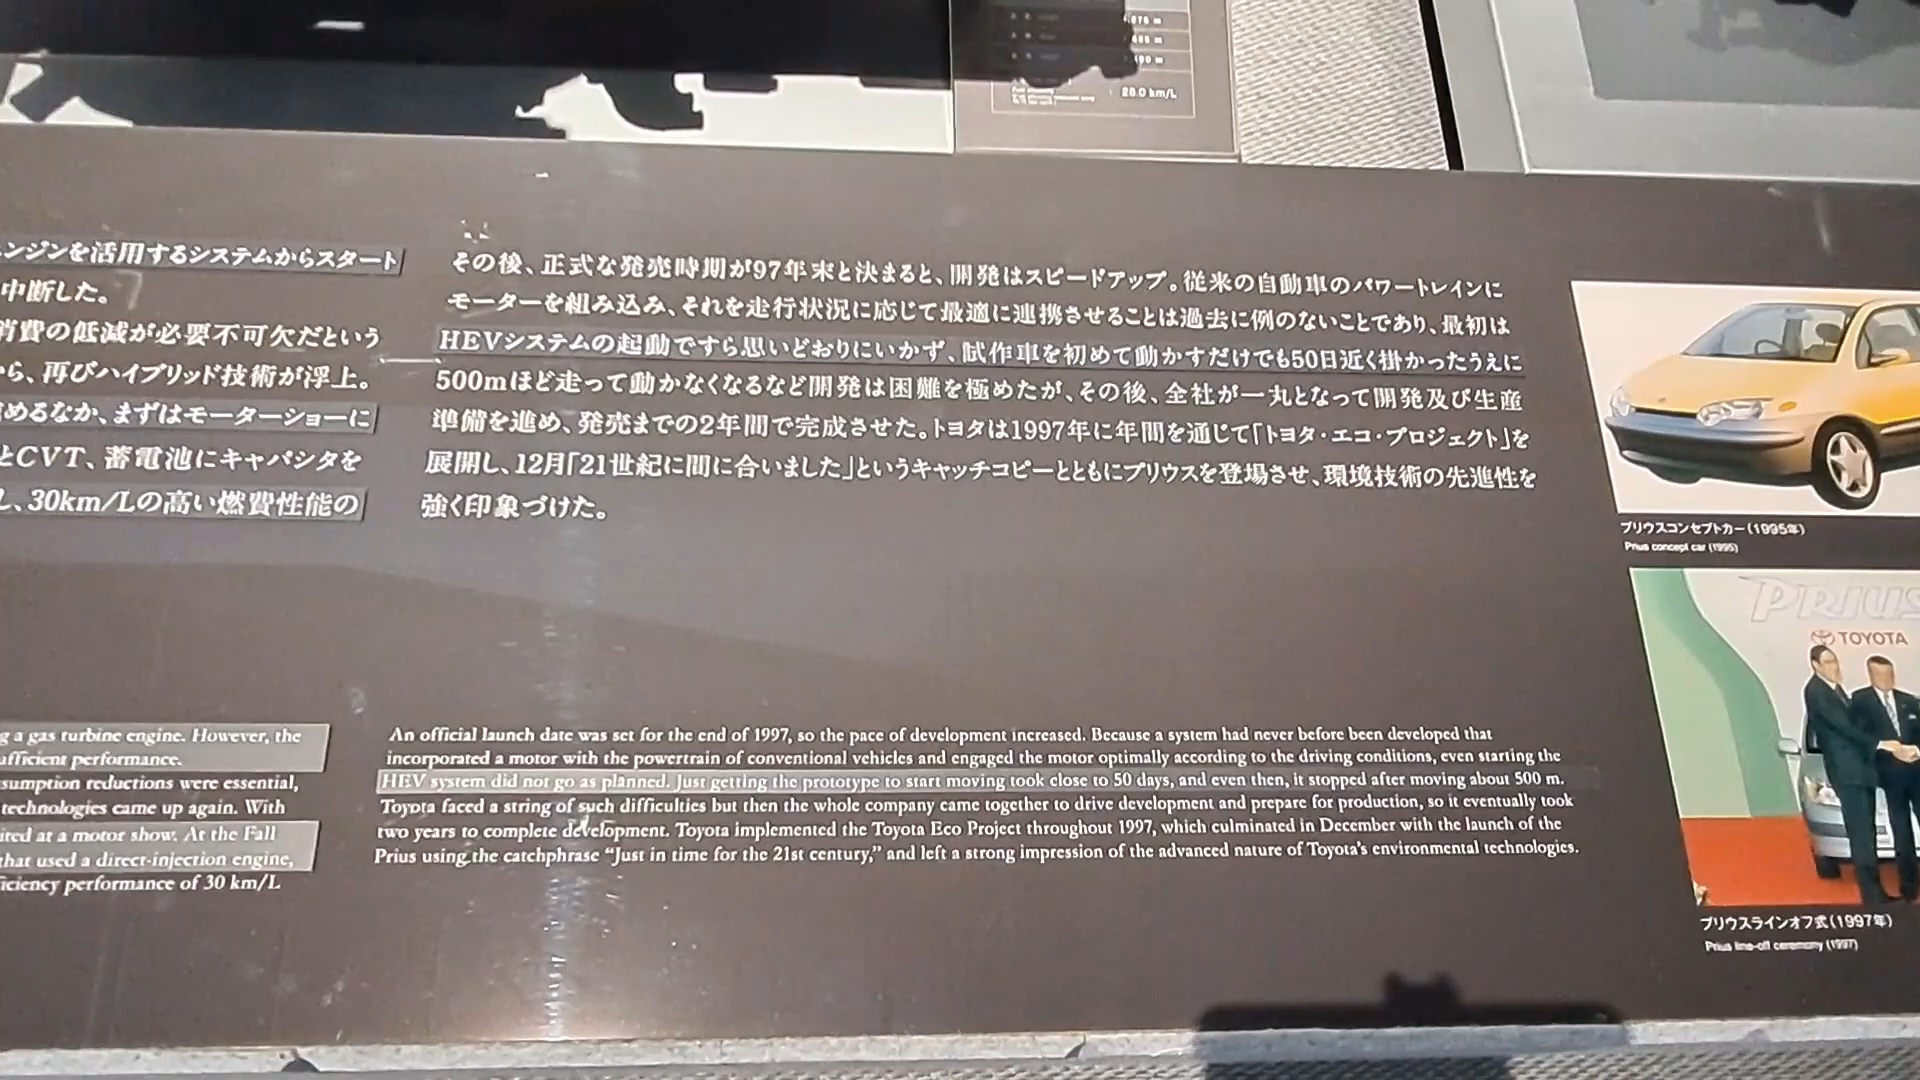 28.0 km/L
ンジンを活用するシステムからスタート
中断した。
消費の低減が必要不可欠だという
ら、再びハイブリッド技術が浮上。
めるなか、まずはモーターショーに
とCVT、蓄電池にキャパシタを
し、30km/Lの高い燃費性能の
その後、正式な発売時期が97年末と決まると、開発はスピードアップ。従来の自動車のパワートレインに
モーターを組み込み、それを走行状況に応じて最適に連携させることは過去に例のないことであり、最初は
HEVシステムの起動ですら思いどおりにいかず、試作車を初めて動かすだけでも50日近く掛かったうえに
500mほど走って動かなくなるなど開発は困難を極めたが、その後、全社が一丸となって開発及び生産
準備を進め、発売までの2年間で完成させた。トヨタは1997年に年間を通じて「トヨタ・エコ・プロジェクト」を
展開し、12月「21世紀に間に合いました」というキャッチコピーとともにプリウスを登場させ、環境技術の先進性を
強く印象づけた。
g a gas turbine engine. However, the
fficient performance.
sumption reductions were essential,
technologies came up again. With
ited at a motor show. At the Fall
that used a direct-injection engine,
iciency performance of 30 km/L
An official launch date was set for the end of 1997, so the pace of development increased. Because a system had never before been developed that
incorporated a motor with the powertrain of conventional vehicles and engaged the motor optimally according to the driving conditions, even starting the
HEV system did not go as planned. Just getting the prototype to start moving took close to 50 days, and even then, it stopped after moving about 500 m.
Toyota faced a string of such difficulties but then the whole company came together to drive development and prepare for production, so it eventually took
two years to complete development. Toyota implemented the Toyota Eco Project throughout 1997, which culminated in December with the launch of the
Prius using the catchphrase “Just in time for the 21st century,” and left a strong impression of the advanced nature of Toyota’s environmental technologies.
プリウスコンセプトカー（1995年）
Prius concept car (1995)
PRIUS
TOYOTA
プリウスラインオフ式（1997年）
Prius line-off ceremony (1997)